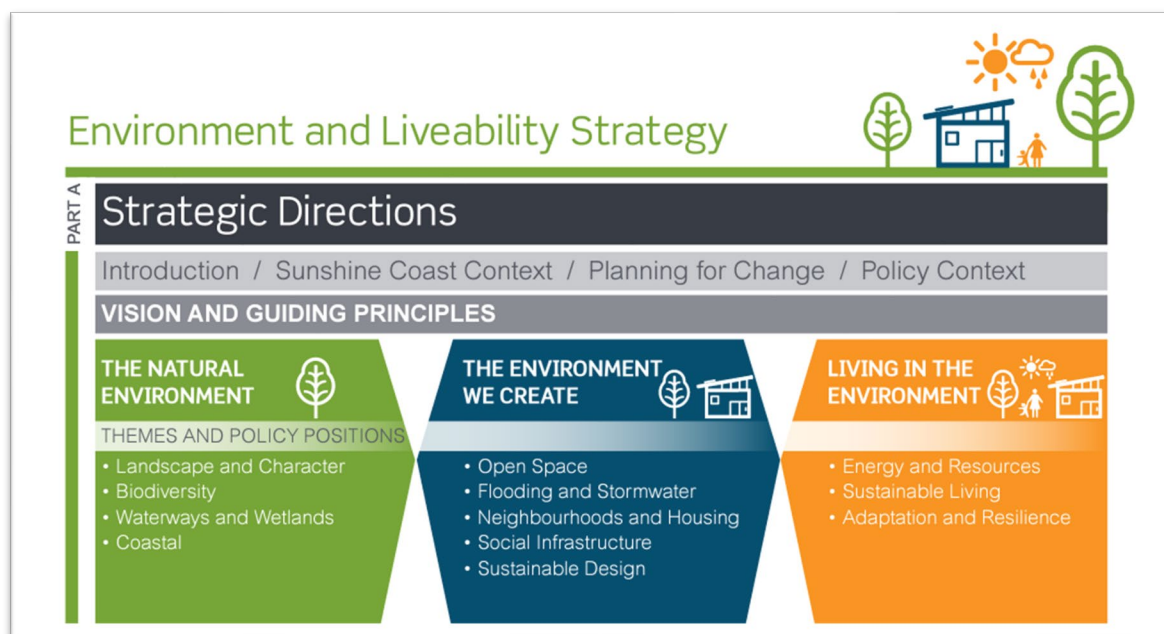 Environment and Liveability Strategy
PART A
Strategic Directions
Introduction / Sunshine Coast Context / Planning for Change / Policy Context
VISION AND GUIDING PRINCIPLES
THE NATURAL
ENVIRONMENT
THEMES AND POLICY POSITIONS
• Landscape and Character
• Biodiversity
• Waterways and Wetlands
• Coastal
THE ENVIRONMENT
WE CREATE
• Open Space
• Flooding and Stormwater
• Neighbourhoods and Housing
• Social Infrastructure
• Sustainable Design
LIVING IN THE
ENVIRONMENT
• Energy and Resources
• Sustainable Living
• Adaptation and Resilience